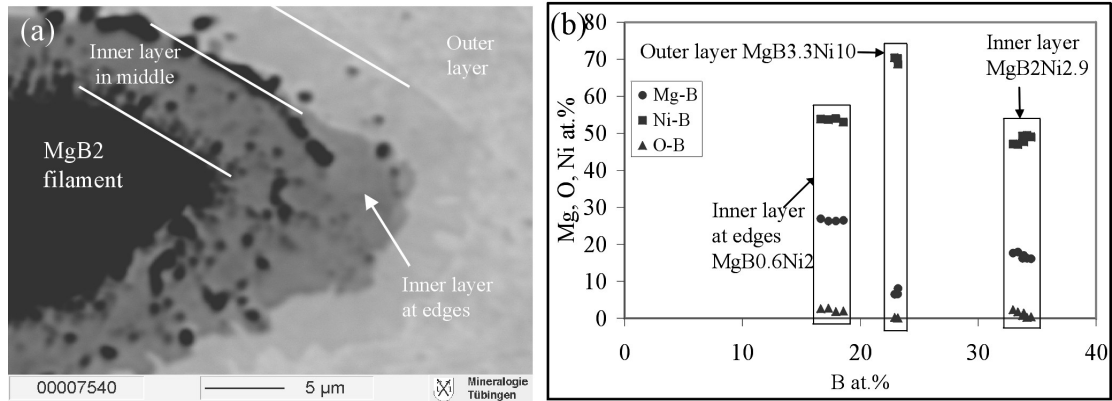 (a)
Inner layer
in middle
Outer
layer
MgB2
filament
Inner layer
at edges
00007540
5 µm
Mineralogie
Tübingen
(b)
Mg, O, Ni at.%
80
70
60
50
40
30
20
10
0
Outer layer MgB3.3Ni10
Inner layer
MgB2Ni2.9
Mg-B
Ni-B
O-B
Inner layer
at edges
MgB0.6Ni2
0 10 20 30 40
B at.%